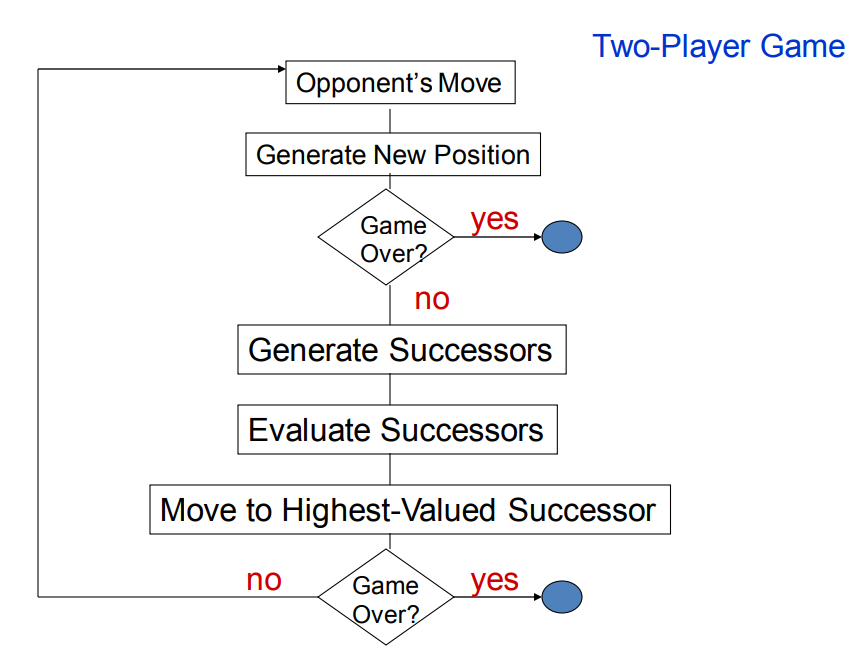 Two-Player Game
Opponent's Move
Generate New Position
Game
Over?
yes
no
Generate Successors
Evaluate Successors
Move to Highest-Valued Successor
no
Game
Over?
yes